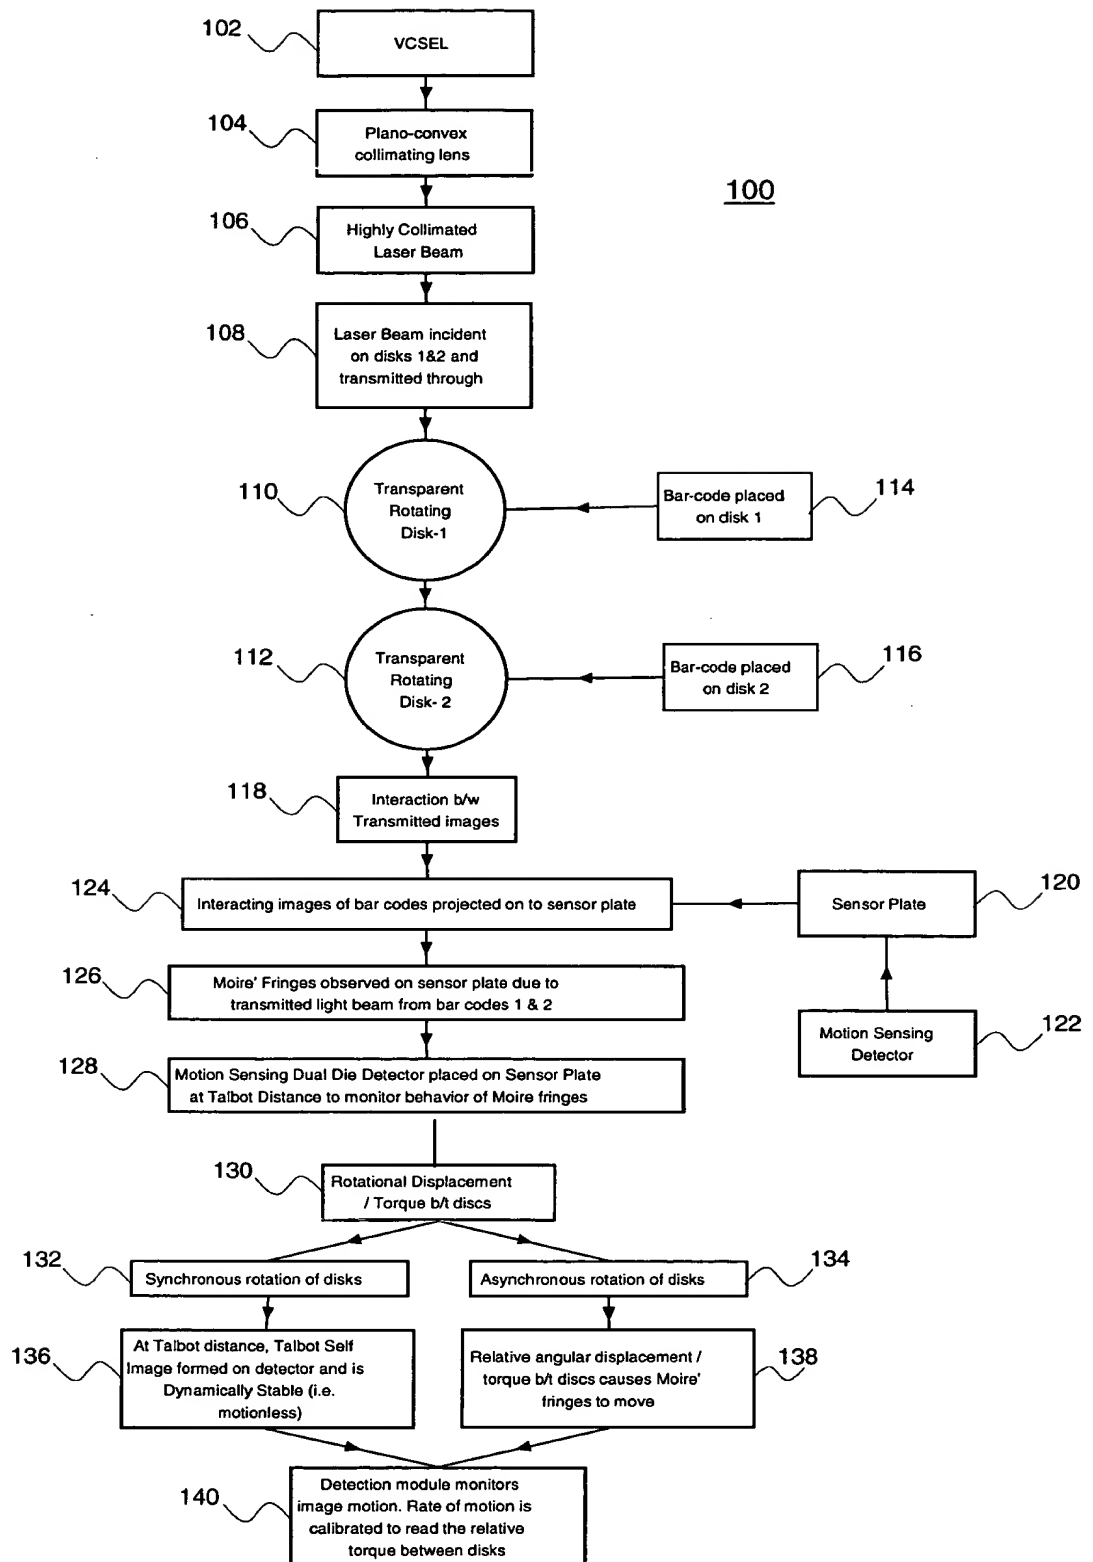 102
VCSEL
104
Plano-convex
collimating lens
100
106
Highly Collimated
Laser Beam
108
Laser Beam incident
on disks 1&2 and
transmitted through
110
Transparent
Rotating
Disk-1
Bar-code placed
on disk 1
114
112
Transparent
Rotating
Disk- 2
Bar-code placed
on disk 2
116
118
Interaction b/w
Transmitted images
124
Interacting images of bar codes projected on to sensor plate
Sensor Plate
120
126
Moire' Fringes observed on sensor plate due to
transmitted light beam from bar codes 1 & 2
Motion Sensing
Detector
122
128
Motion Sensing Dual Die Detector placed on Sensor Plate
at Talbot Distance to monitor behavior of Moire fringes
130
Rotational Displacement
/ Torque b/t discs
132
Synchronous rotation of disks
Asynchronous rotation of disks
134
136
At Talbot distance, Talbot Self
Image formed on detector and is
Dynamically Stable (i.e.
motionless)
Relative angular displacement /
torque b/t discs causes Moire'
fringes to move
138
140
Detection module monitors
image motion. Rate of motion is
calibrated to read the relative
torque between disks